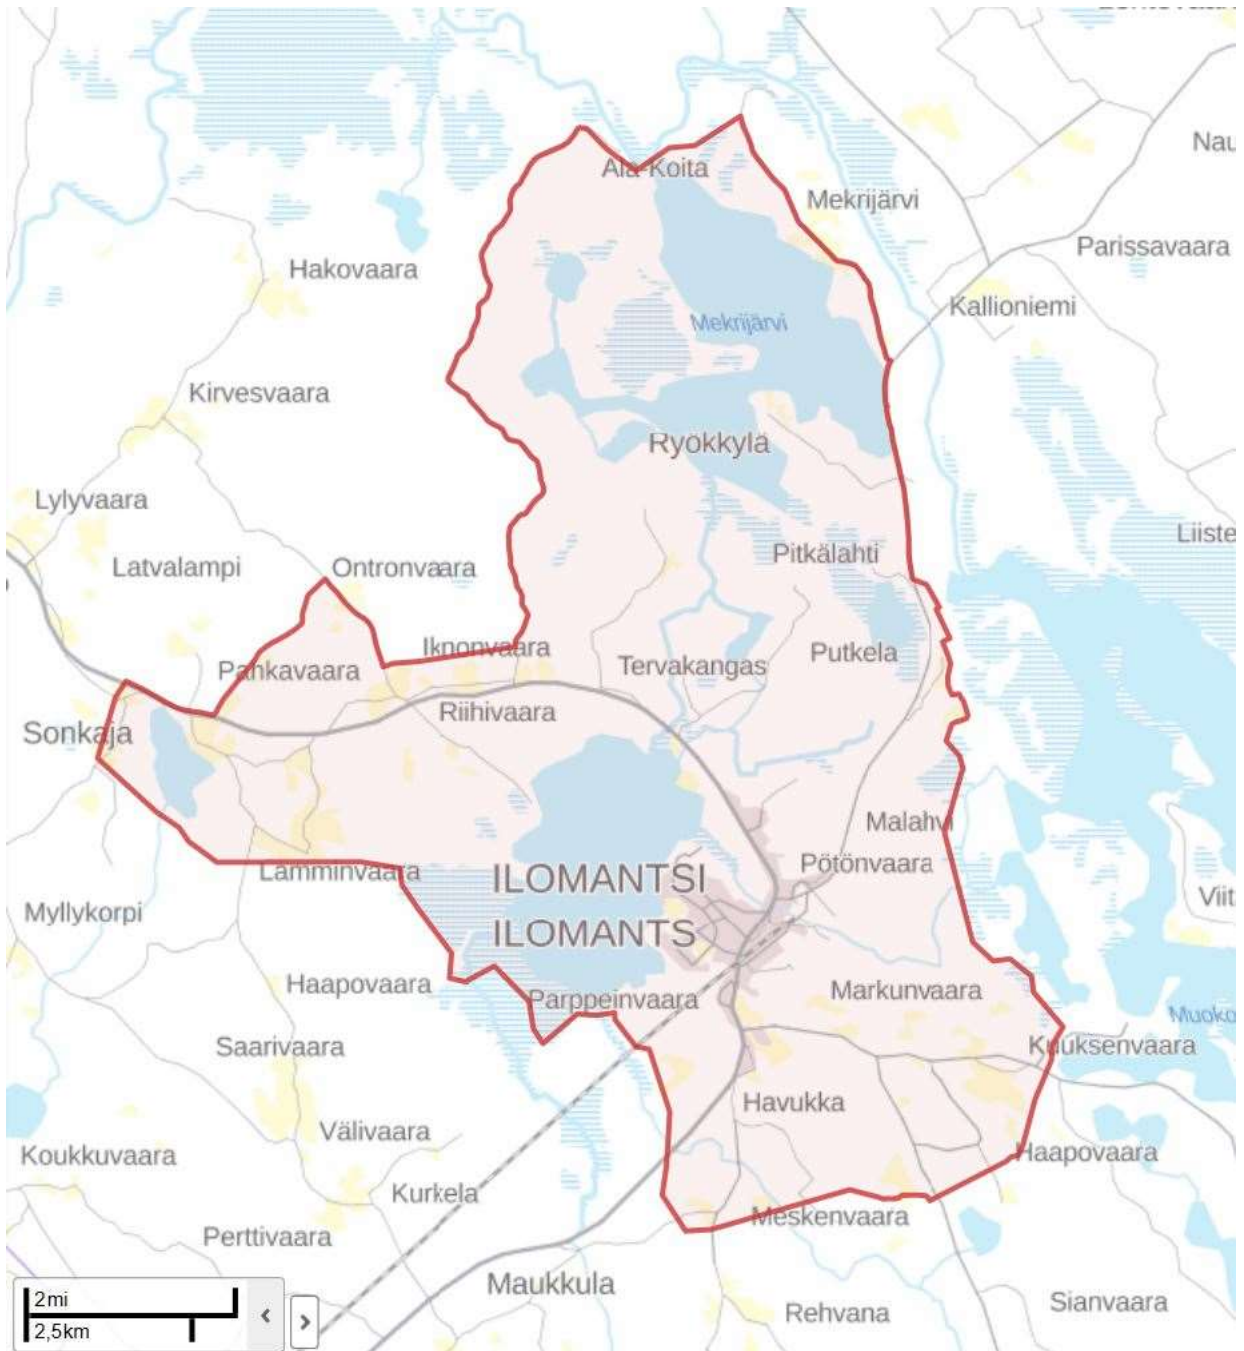 Ala-Koita
Nau
Mekrijärvi
Parissavaara
Hakovaara
Kallioniemi
Mekrijärvi
Kirvesvaara
Ryökkylä
Lylyvaara
Liiste
Pitkälahti
Latvalampi
Ontronvaara
Iknonvaara
Putkela
Tervakangas
Pahkavaara
Riihivaara
Sonkaja
Malahvi
Pötönvaara
Lamminvaara
ILOMANTSI
ILOMANTS
Viit
Myllykorpi
Haapovaara
Markunvaara
Parppeinvaara
Muoko
Saarivaara
Kuuksenvaara
Havukka
Välivaara
Koukkuvaara
Haapovaara
Kurkela
Meskenvaara
Perttivaara
Maukkula
Sianvaara
Rehvana
2mi
2,5km